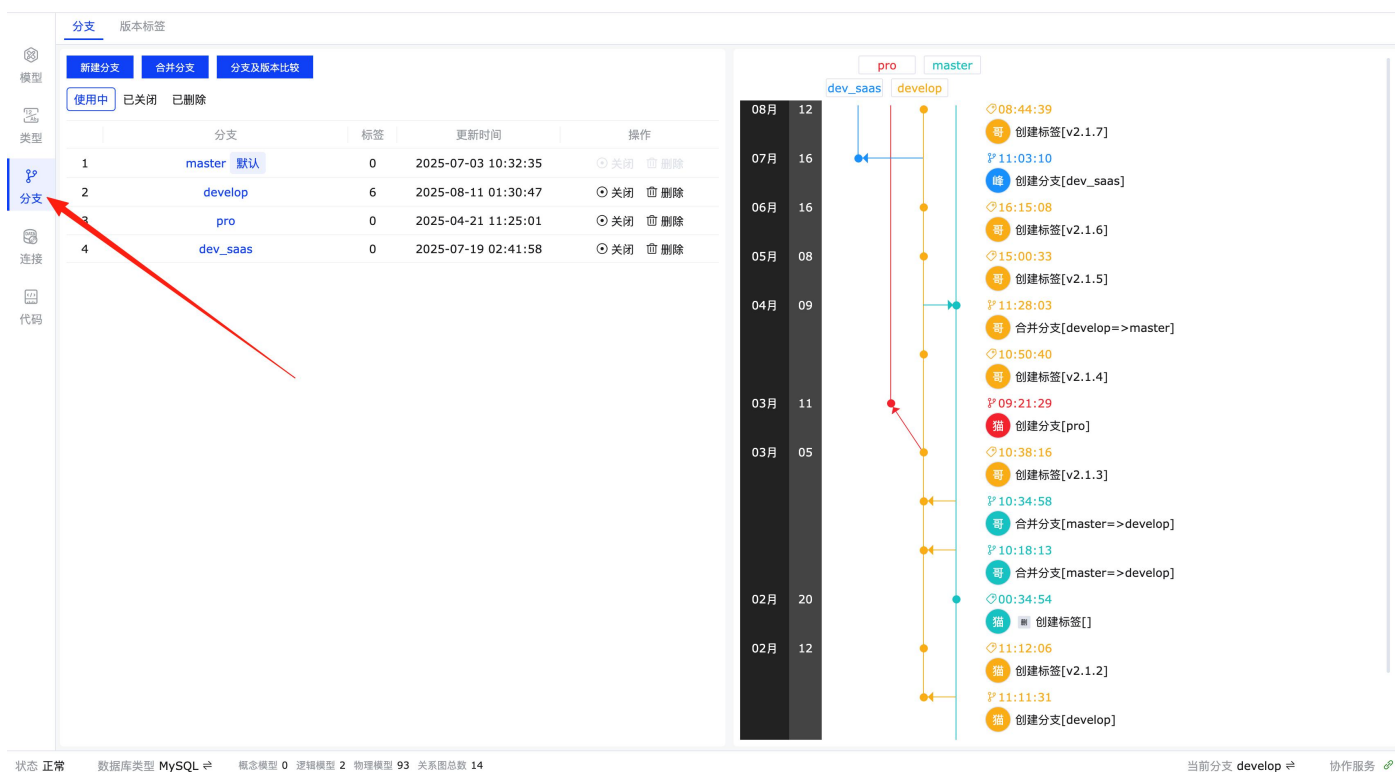 分支 版本标签
模型
类型
分支
连接
代码
新建分支 合并分支 分支及版本比较
使用中 已关闭 已删除
分支 标签 更新时间 操作
1 master 默认 0 2025-07-03 10:32:35 关闭 删除
2 develop 6 2025-08-11 01:30:47 关闭 删除
3 pro 0 2025-04-21 11:25:01 关闭 删除
4 dev_saas 0 2025-07-19 02:41:58 关闭 删除
pro master
dev_saas develop
08月 12 08:44:39
哥 创建标签[v2.1.7]
07月 16 11:03:10
峰 创建分支[dev_saas]
06月 16 16:15:08
哥 创建标签[v2.1.6]
05月 08 15:00:33
哥 创建标签[v2.1.5]
04月 09 11:28:03
哥 合并分支[develop=>master]
10:50:40
哥 创建标签[v2.1.4]
03月 11 09:21:29
猫 创建分支[pro]
03月 05 10:38:16
哥 创建标签[v2.1.3]
10:34:58
哥 合并分支[master=>develop]
10:18:13
哥 合并分支[master=>develop]
02月 20 00:34:54
猫 删 创建标签[]
02月 12 11:12:06
猫 创建标签[v2.1.2]
11:11:31
猫 创建分支[develop]
状态 正常 数据库类型 MySQL 概念模型 0 逻辑模型 2 物理模型 93 关系图总数 14 当前分支 develop 协作服务